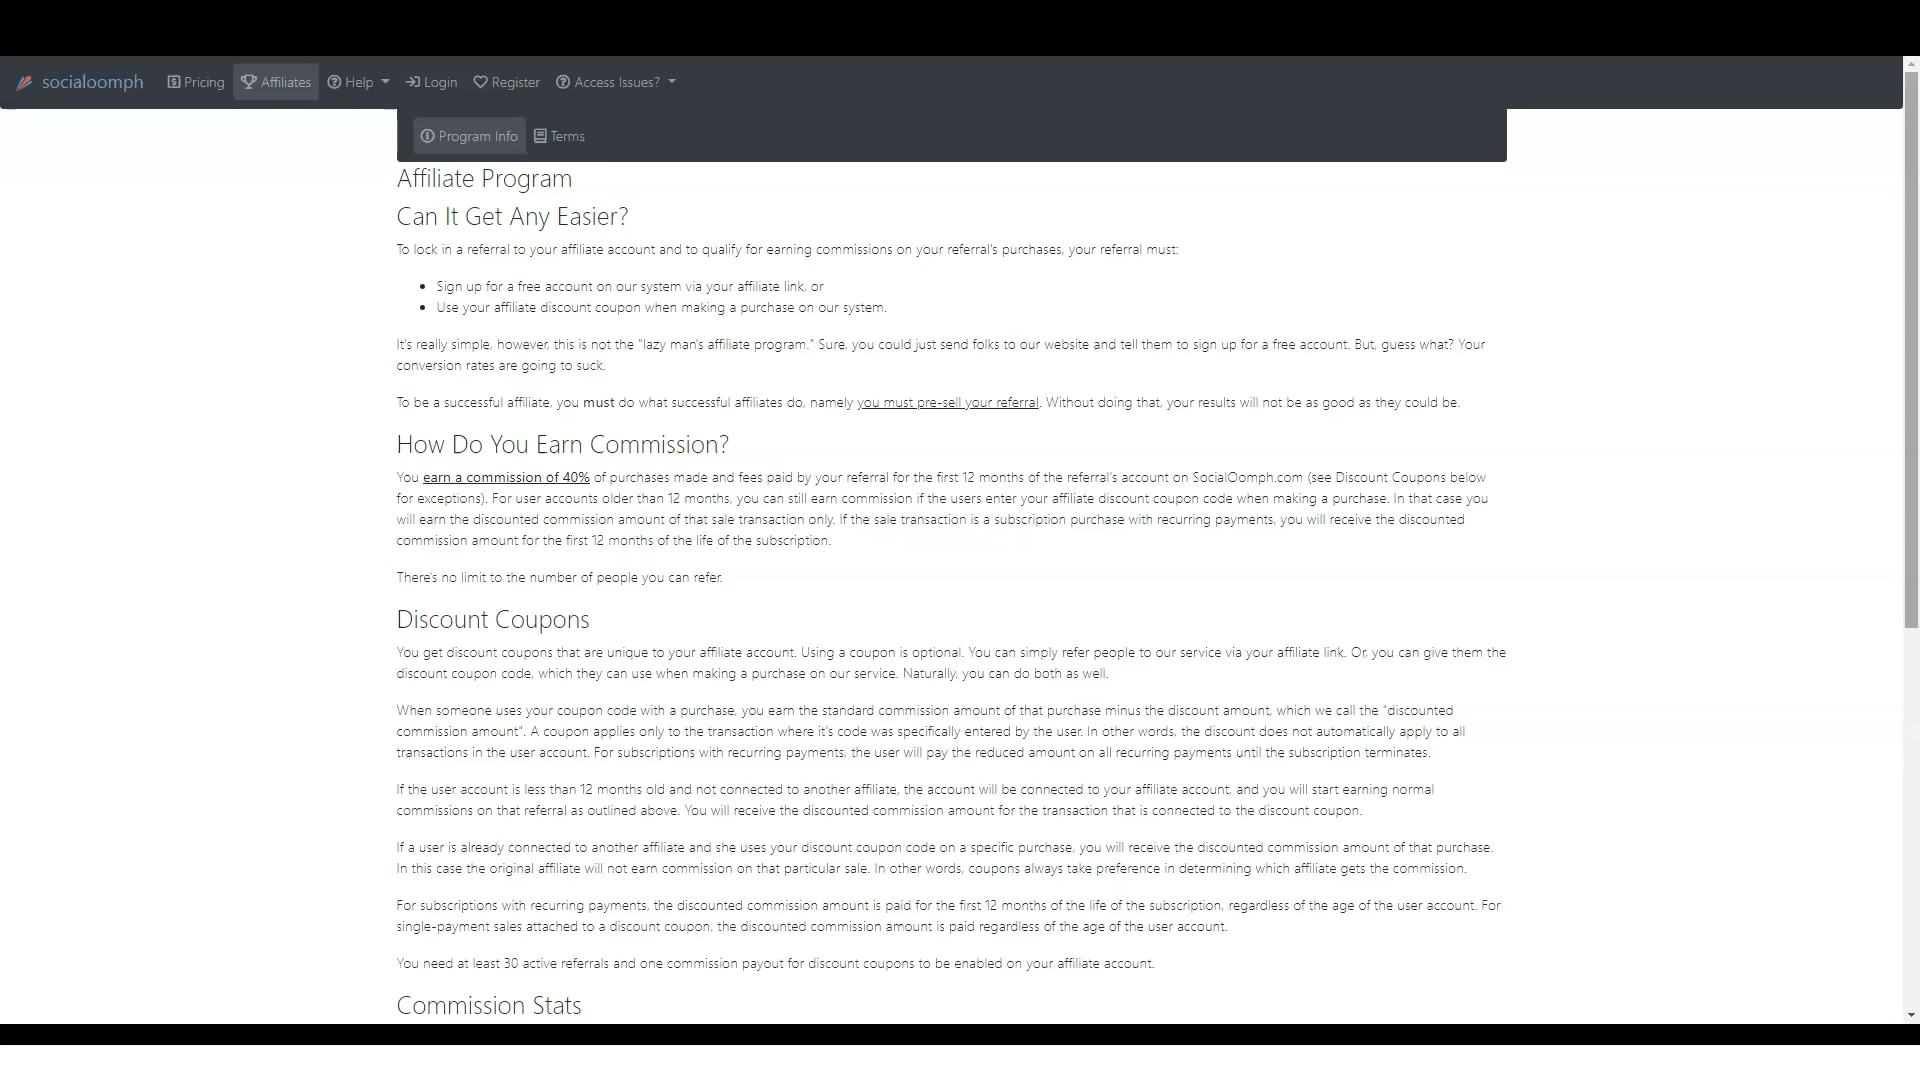 socialoomph Pricing Affiliates Help Login Register Access Issues?
Program Info Terms
Affiliate Program
Can It Get Any Easier?
To lock in a referral to your affiliate account and to qualify for earning commissions on your referral's purchases, your referral must:
Sign up for a free account on our system via your affiliate link, or
Use your affiliate discount coupon when making a purchase on our system.
It's really simple, however, this is not the "lazy man's affiliate program." Sure, you could just send folks to our website and tell them to sign up for a free account. But, guess what? Your
conversion rates are going to suck.
To be a successful affiliate, you must do what successful affiliates do, namely you must pre-sell your referral. Without doing that, your results will not be as good as they could be.
How Do You Earn Commission?
You earn a commission of 40% of purchases made and fees paid by your referral for the first 12 months of the referral's account on SocialOomph.com (see Discount Coupons below
for exceptions). For user accounts older than 12 months, you can still earn commission if the users enter your affiliate discount coupon code when making a purchase. In that case you
will earn the discounted commission amount of that sale transaction only. If the sale transaction is a subscription purchase with recurring payments, you will receive the discounted
commission amount for the first 12 months of the life of the subscription.
There's no limit to the number of people you can refer.
Discount Coupons
You get discount coupons that are unique to your affiliate account. Using a coupon is optional. You can simply refer people to our service via your affiliate link. Or, you can give them the
discount coupon code, which they can use when making a purchase on our service. Naturally, you can do both as well.
When someone uses your coupon code with a purchase, you earn the standard commission amount of that purchase minus the discount amount, which we call the "discounted
commission amount". A coupon applies only to the transaction where it's code was specifically entered by the user. In other words, the discount does not automatically apply to all
transactions in the user account. For subscriptions with recurring payments, the user will pay the reduced amount on all recurring payments until the subscription terminates.
If the user account is less than 12 months old and not connected to another affiliate, the account will be connected to your affiliate account, and you will start earning normal
commissions on that referral as outlined above. You will receive the discounted commission amount for the transaction that is connected to the discount coupon.
If a user is already connected to another affiliate and she uses your discount coupon code on a specific purchase, you will receive the discounted commission amount of that purchase.
In this case the original affiliate will not earn commission on that particular sale. In other words, coupons always take preference in determining which affiliate gets the commission.
For subscriptions with recurring payments, the discounted commission amount is paid for the first 12 months of the life of the subscription, regardless of the age of the user account. For
single-payment sales attached to a discount coupon, the discounted commission amount is paid regardless of the age of the user account.
You need at least 30 active referrals and one commission payout for discount coupons to be enabled on your affiliate account.
Commission Stats